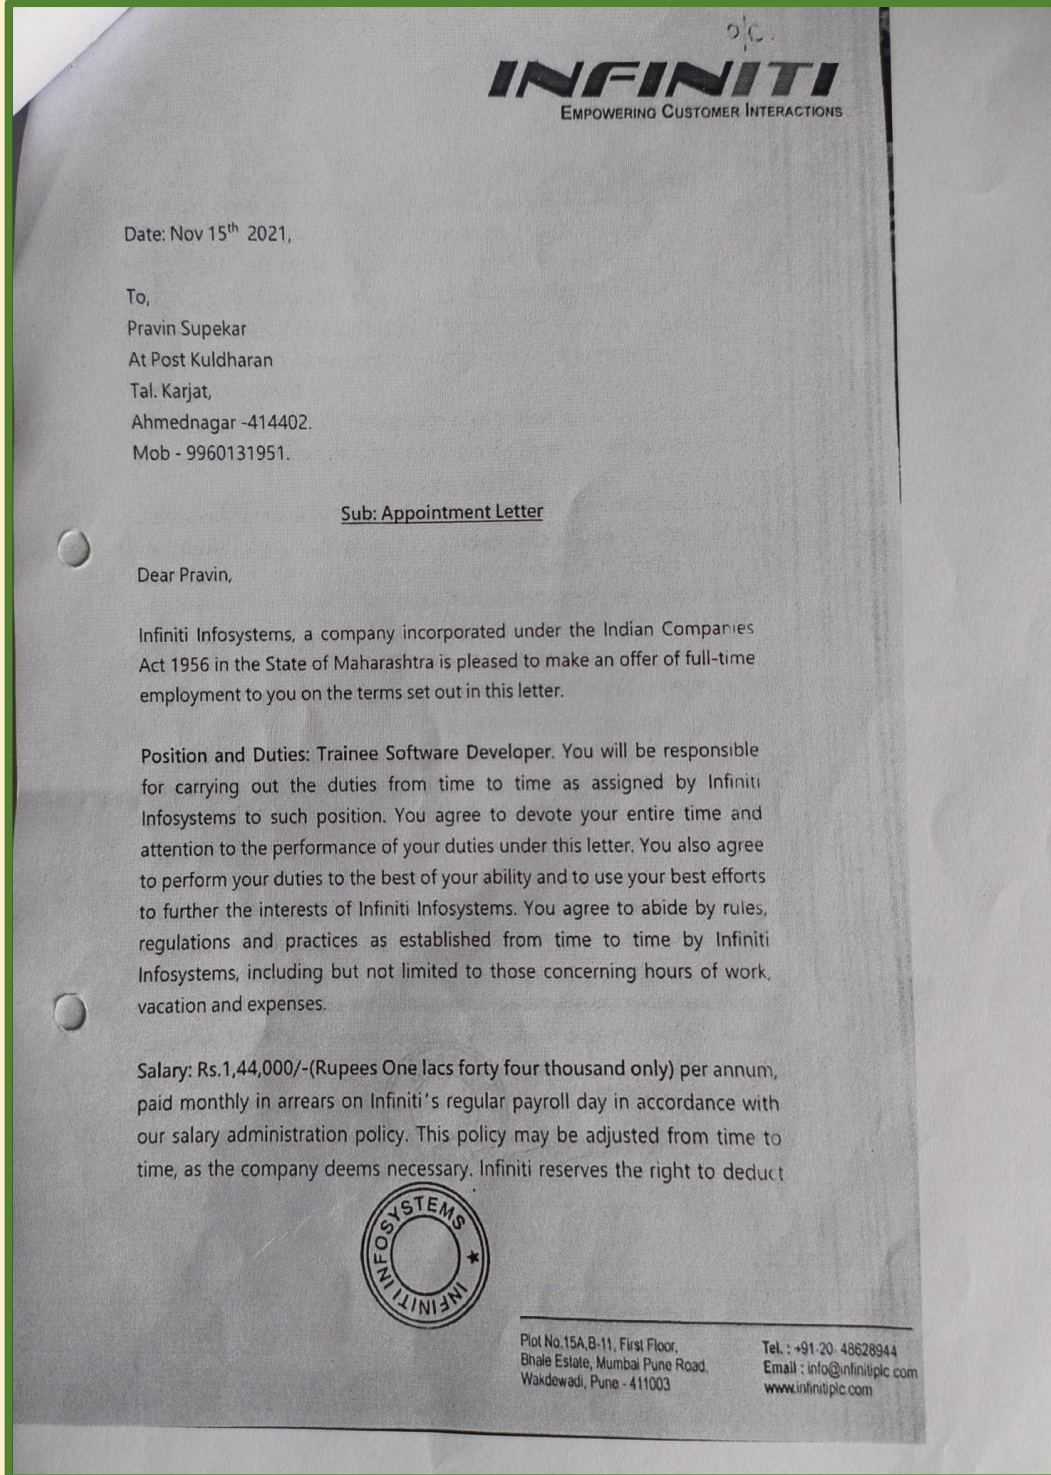 o/c.
INFINITI
EMPOWERING CUSTOMER INTERACTIONS
Date: Nov 15th 2021,
To,
Pravin Supekar
At Post Kuldharan
Tal. Karjat,
Ahmednagar -414402.
Mob - 9960131951.
Sub: Appointment Letter
Dear Pravin,
Infiniti Infosystems, a company incorporated under the Indian Companies
Act 1956 in the State of Maharashtra is pleased to make an offer of full-time
employment to you on the terms set out in this letter.
Position and Duties: Trainee Software Developer. You will be responsible
for carrying out the duties from time to time as assigned by Infiniti
Infosystems to such position. You agree to devote your entire time and
attention to the performance of your duties under this letter. You also agree
to perform your duties to the best of your ability and to use your best efforts
to further the interests of Infiniti Infosystems. You agree to abide by rules,
regulations and practices as established from time to time by Infiniti
Infosystems, including but not limited to those concerning hours of work,
vacation and expenses.
Salary: Rs.1,44,000/-(Rupees One lacs forty four thousand only) per annum,
paid monthly in arrears on Infiniti's regular payroll day in accordance with
our salary administration policy. This policy may be adjusted from time to
time, as the company deems necessary. Infiniti reserves the right to deduct
INFINITI INFOSYSTEMS ★
Plot No.15A,B-11, First Floor,
Bhale Estate, Mumbai Pune Road,
Wakdewadi, Pune - 411003
Tel. : +91-20- 48628944
Email : info@infinitiplc.com
www.infinitiplc.com